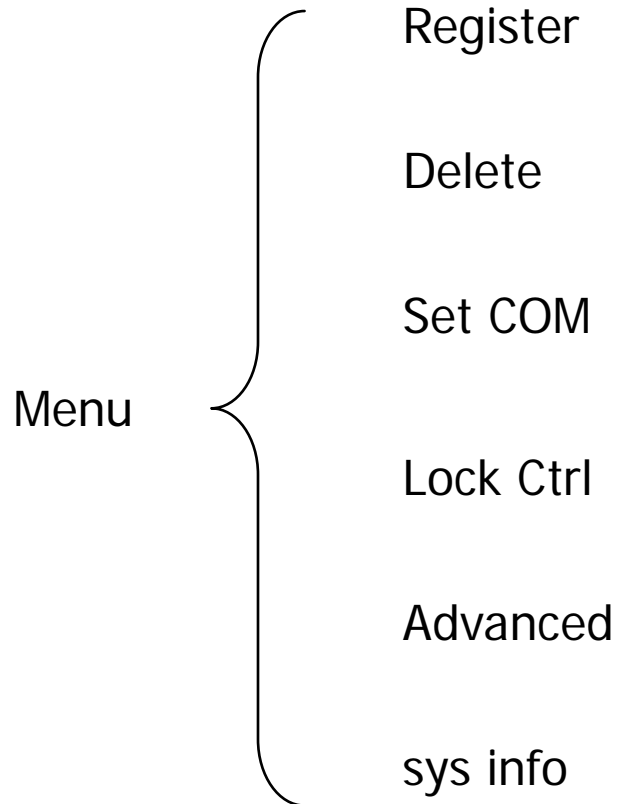 Register
Delete
Set COM
Menu
Lock Ctrl
Advanced
sys info